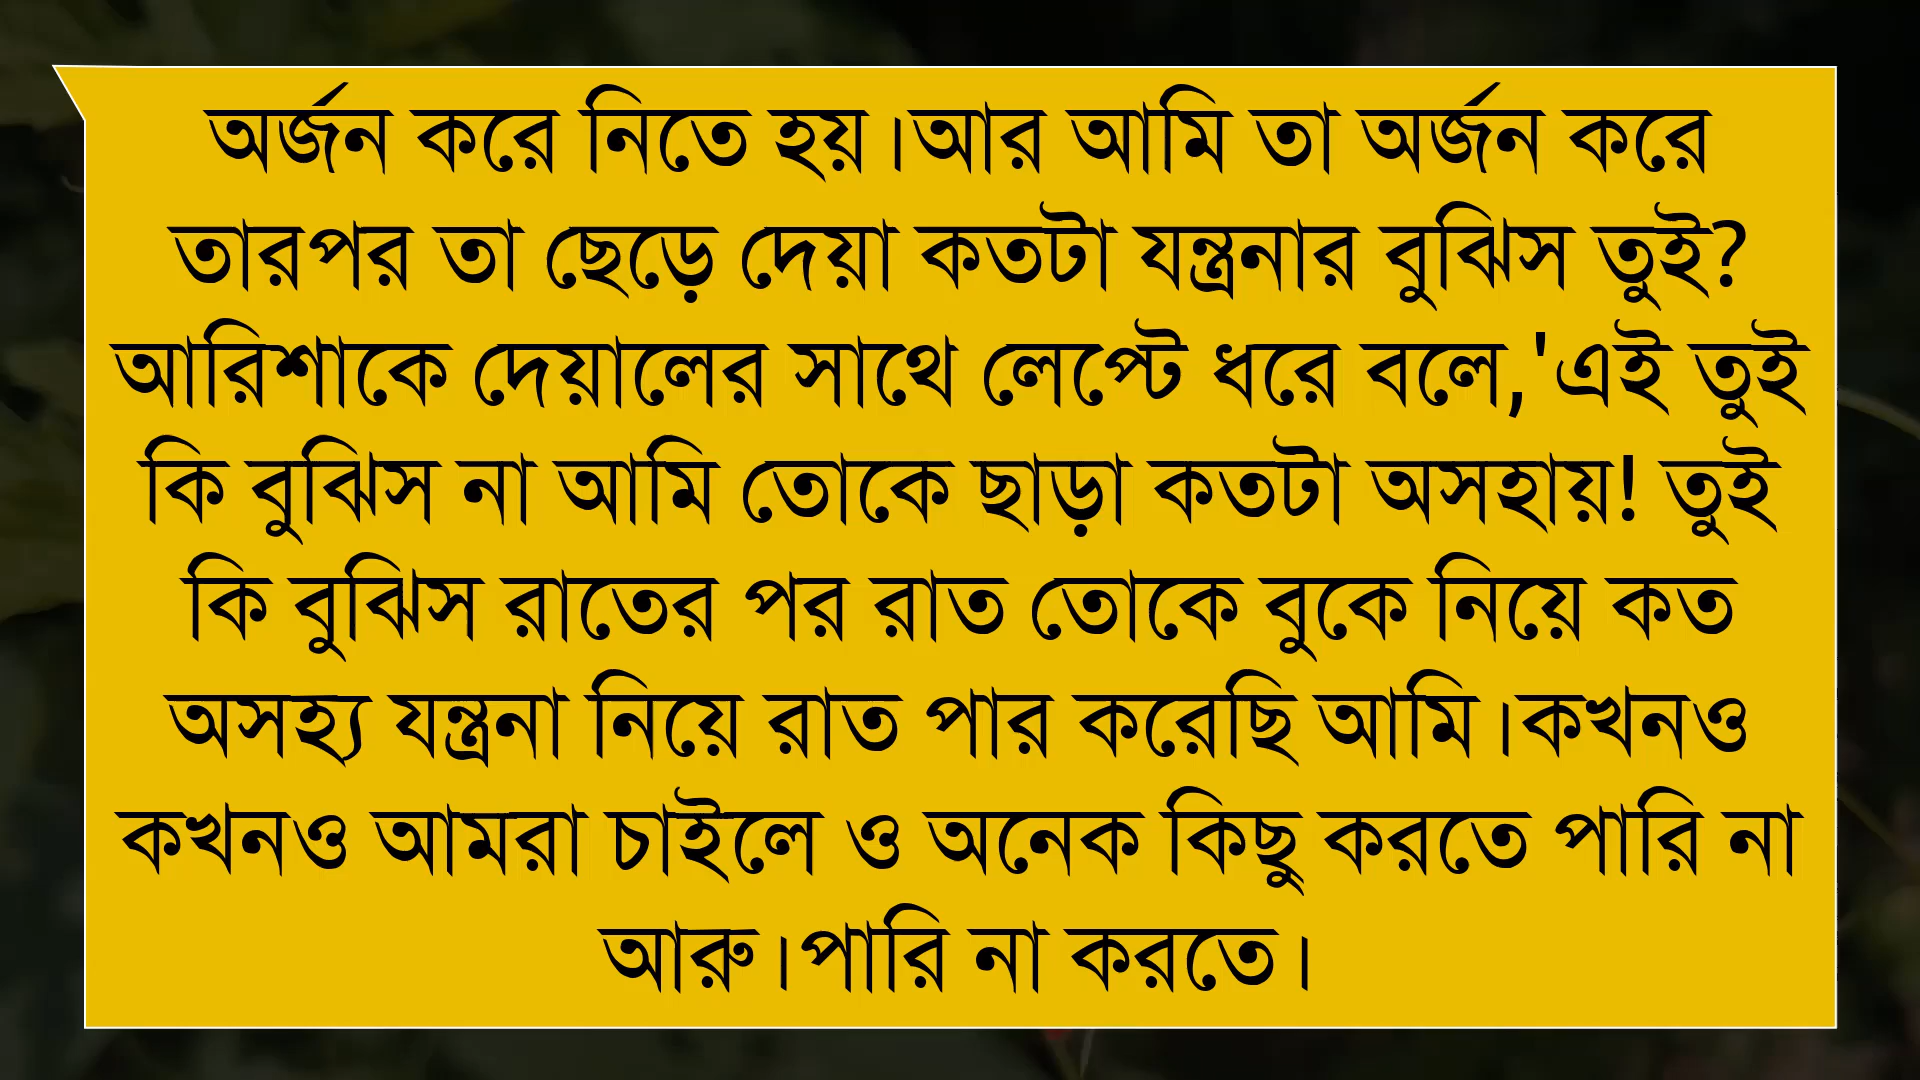 অর্জন করে নিতে হয়।আর আমি তা অর্জন করে
তারপর তা ছেড়ে দেয়া কতটা যন্ত্রনার বুঝিস তুই?
আরিশাকে দেয়ালের সাথে লেপ্টে ধরে বলে,'এই তুই
কি বুঝিস না আমি তোকে ছাড়া কতটা অসহায়! তুই
কি বুঝিস রাতের পর রাত তোকে বুকে নিয়ে কত
অসহ্য যন্ত্রনা নিয়ে রাত পার করেছি আমি।কখনও
কখনও আমরা চাইলে ও অনেক কিছু করতে পারি না
আরু।পারি না করতে।